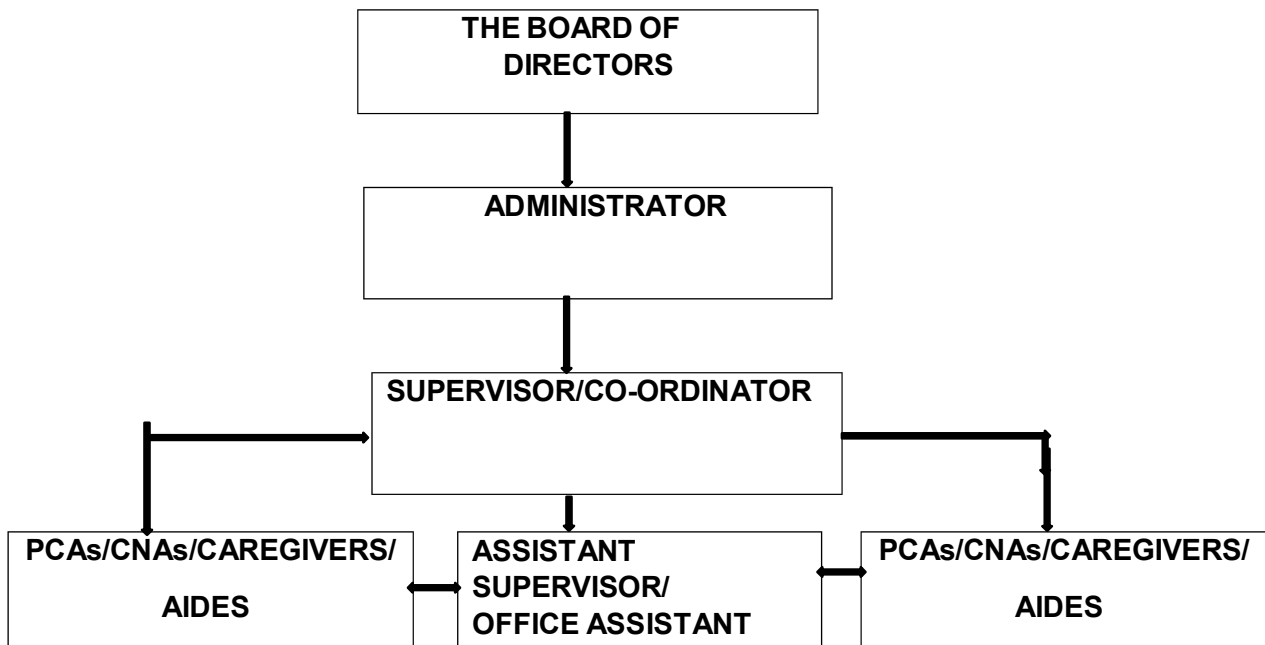 THE BOARD OF
DIRECTORS
ADMINISTRATOR
SUPERVISOR/CO-ORDINATOR
PCAs/CNAs/CAREGIVERS/
AIDES
ASSISTANT
SUPERVISOR/
OFFICE ASSISTANT
PCAs/CNAs/CAREGIVERS/
AIDES